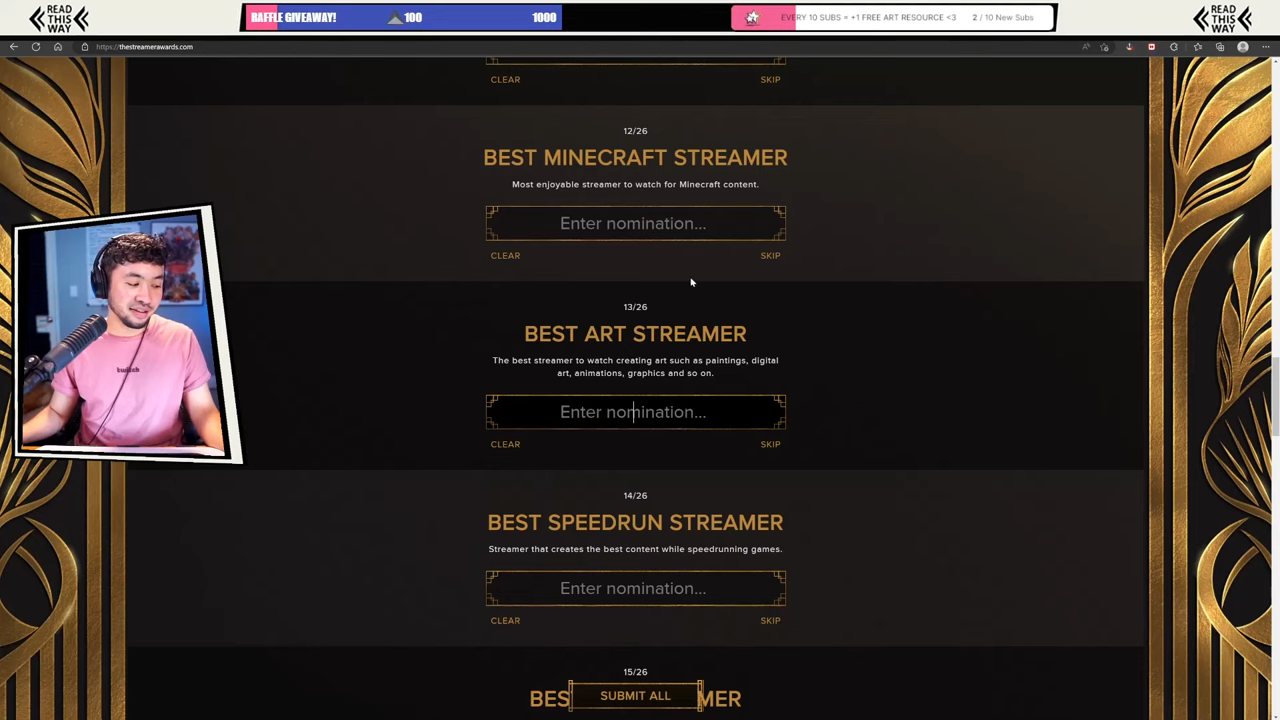 READ
THIS
WAY
RAFFLE GIVEAWAY!
100
1000
EVERY 10 SUBS = +1 FREE ART RESOURCE <3
2 / 10 New Subs
READ
THIS
WAY
https://thestreamerawards.com
CLEAR
SKIP
12/26
BEST MINECRAFT STREAMER
Most enjoyable streamer to watch for Minecraft content.
Enter nomination...
CLEAR
SKIP
13/26
BEST ART STREAMER
The best streamer to watch creating art such as paintings, digital
art, animations, graphics and so on.
Enter nomination...
CLEAR
SKIP
14/26
BEST SPEEDRUN STREAMER
Streamer that creates the best content while speedrunning games.
Enter nomination...
CLEAR
SKIP
15/26
BES
MER
SUBMIT ALL